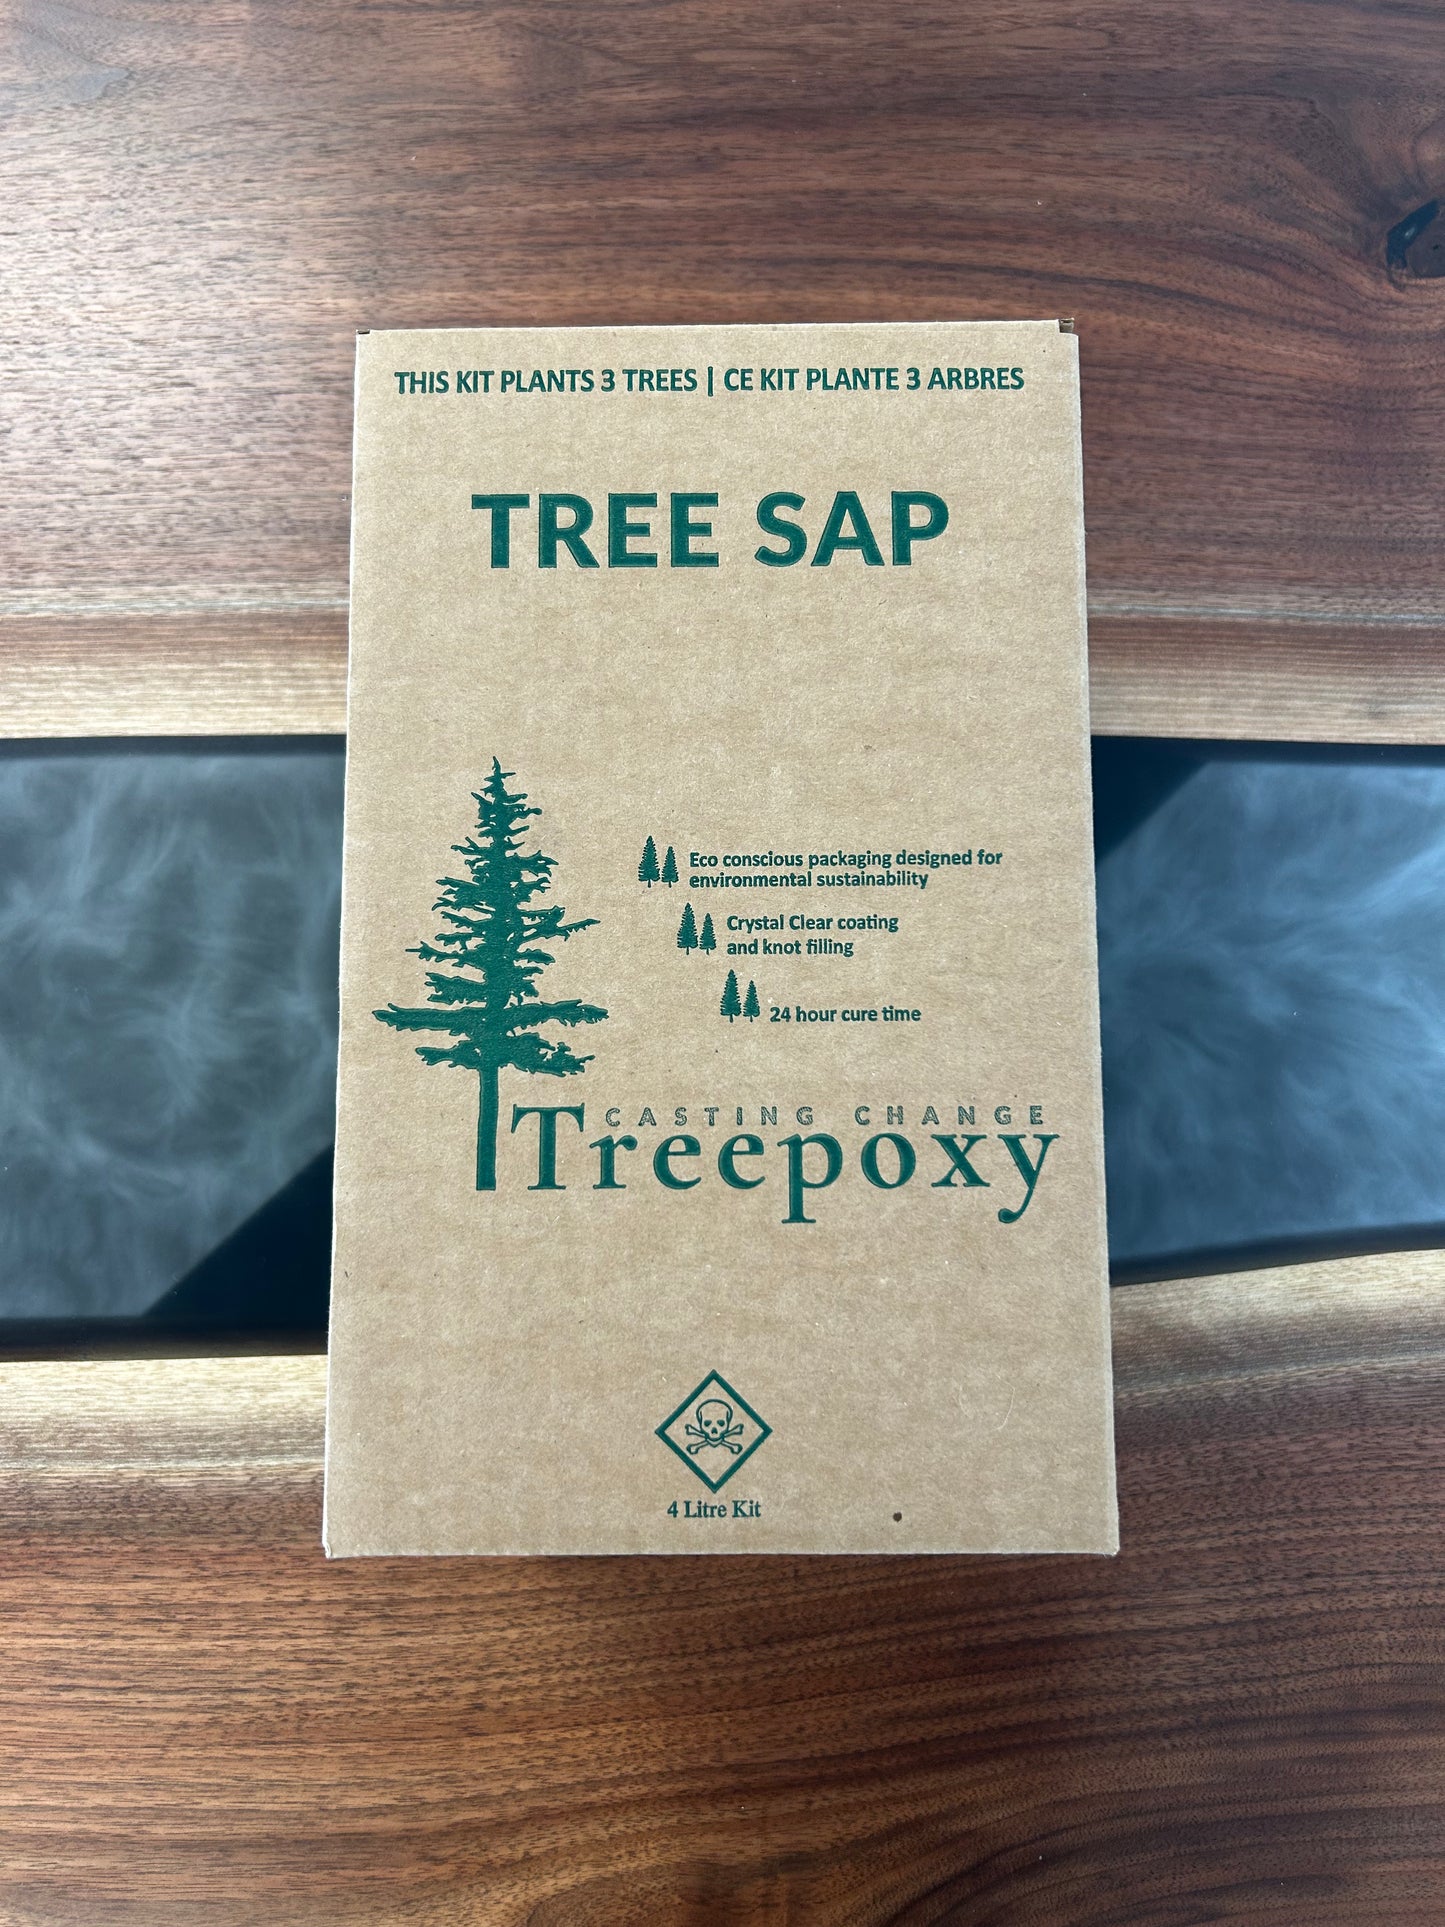 THIS KIT PLANTS 3 TREES | CE KIT PLANTE 3 ARBRES
TREE SAP
Eco conscious packaging designed for
environmental sustainability
Crystal Clear coating
and knot filling
24 hour cure time
CASTING CHANGE
Treepoxy
4 Litre Kit